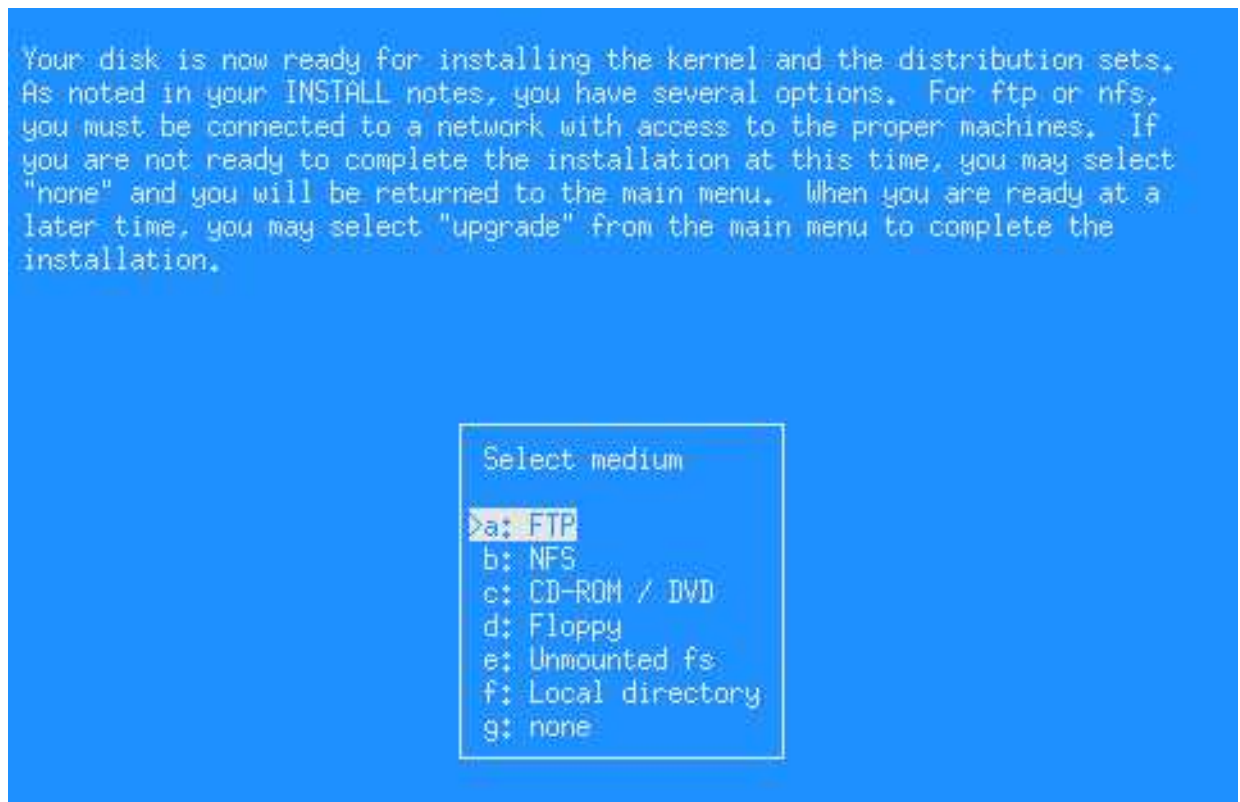 Your disk is now ready for installing the kernel and the distribution sets.
As noted in your INSTALL notes, you have several options.  For ftp or nfs,
you must be connected to a network with access to the proper machines.  If
you are not ready to complete the installation at this time, you may select
"none" and you will be returned to the main menu.  When you are ready at a
later time, you may select "upgrade" from the main menu to complete the
installation.
Select medium
>a: FTP
b: NFS
c: CD-ROM / DVD
d: Floppy
e: Unmounted fs
f: Local directory
g: none